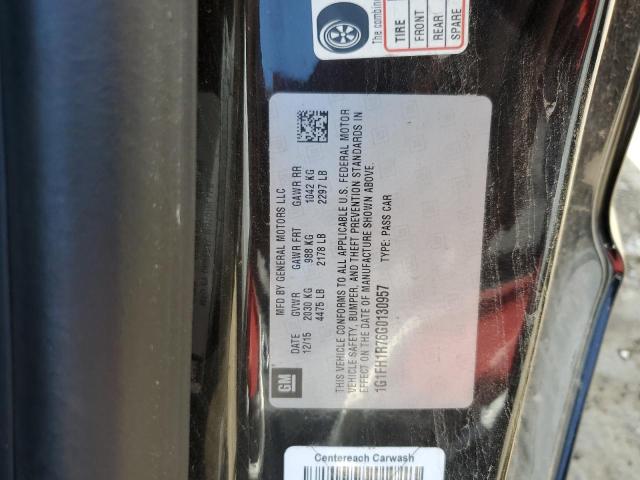 MFD BY GENERAL MOTORS LLC
DATE GVWR GAWR FRT GAWR RR
12/15 2030 KG 988 KG 1042 KG
4475 LB 2178 LB 2297 LB
THIS VEHICLE CONFORMS TO ALL APPLICABLE U.S. FEDERAL MOTOR
VEHICLE SAFETY, BUMPER, AND THEFT PREVENTION STANDARDS IN
EFFECT ON THE DATE OF MANUFACTURE SHOWN ABOVE.
1G1FH1R76G0130957 TYPE: PASS CAR
GM
The combin
TIRE
FRONT
REAR
SPARE
Centereach Carwash